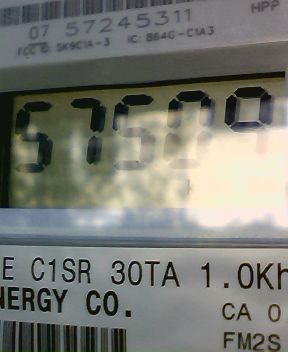 HPP
07 57245311
FCC ID: SK9C1A-3 IC: 864G-C1A3
57509
E C1SR 30TA 1.0Kh
NERGY CO.
CA 0
FM2S